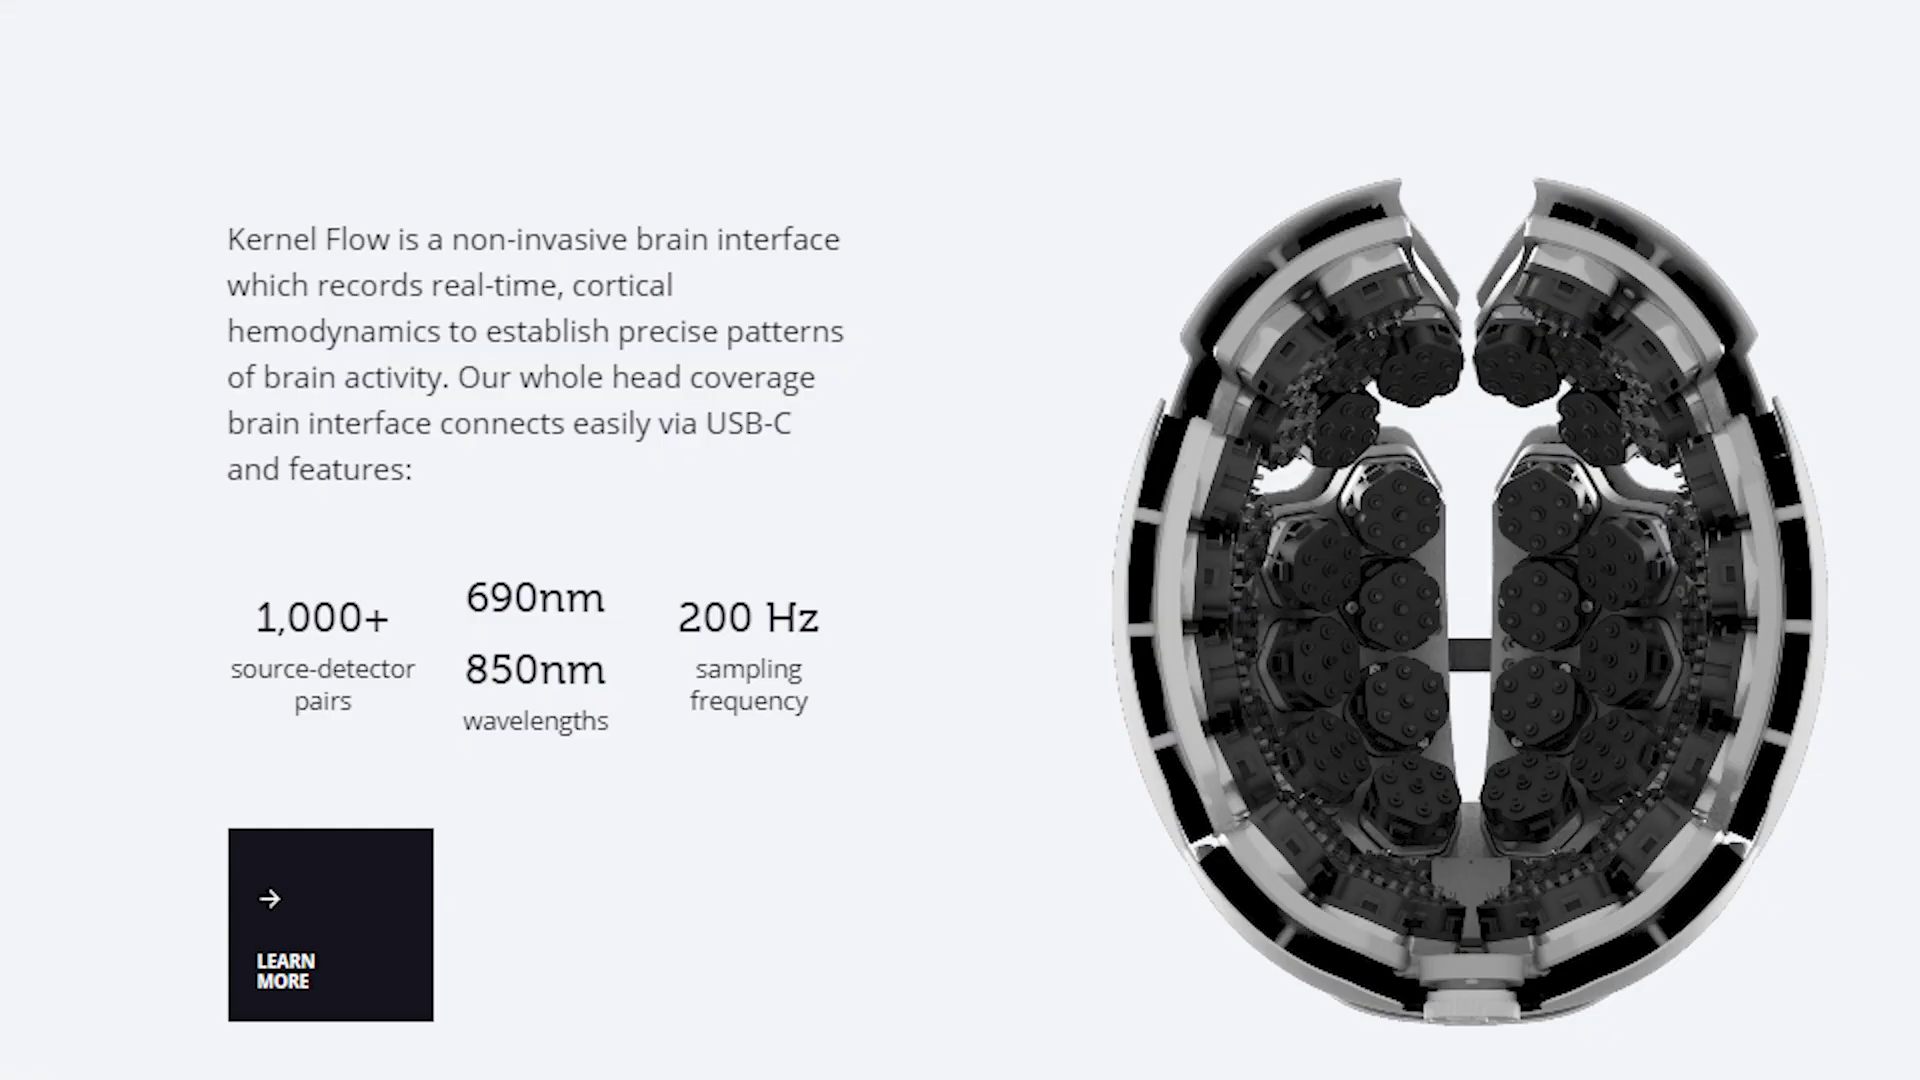 Kernel Flow is a non-invasive brain interface
which records real-time, cortical
hemodynamics to establish precise patterns
of brain activity. Our whole head coverage
brain interface connects easily via USB-C
and features:
1,000+
source-detector
pairs
690nm
850nm
wavelengths
200 Hz
sampling
frequency
LEARN
MORE